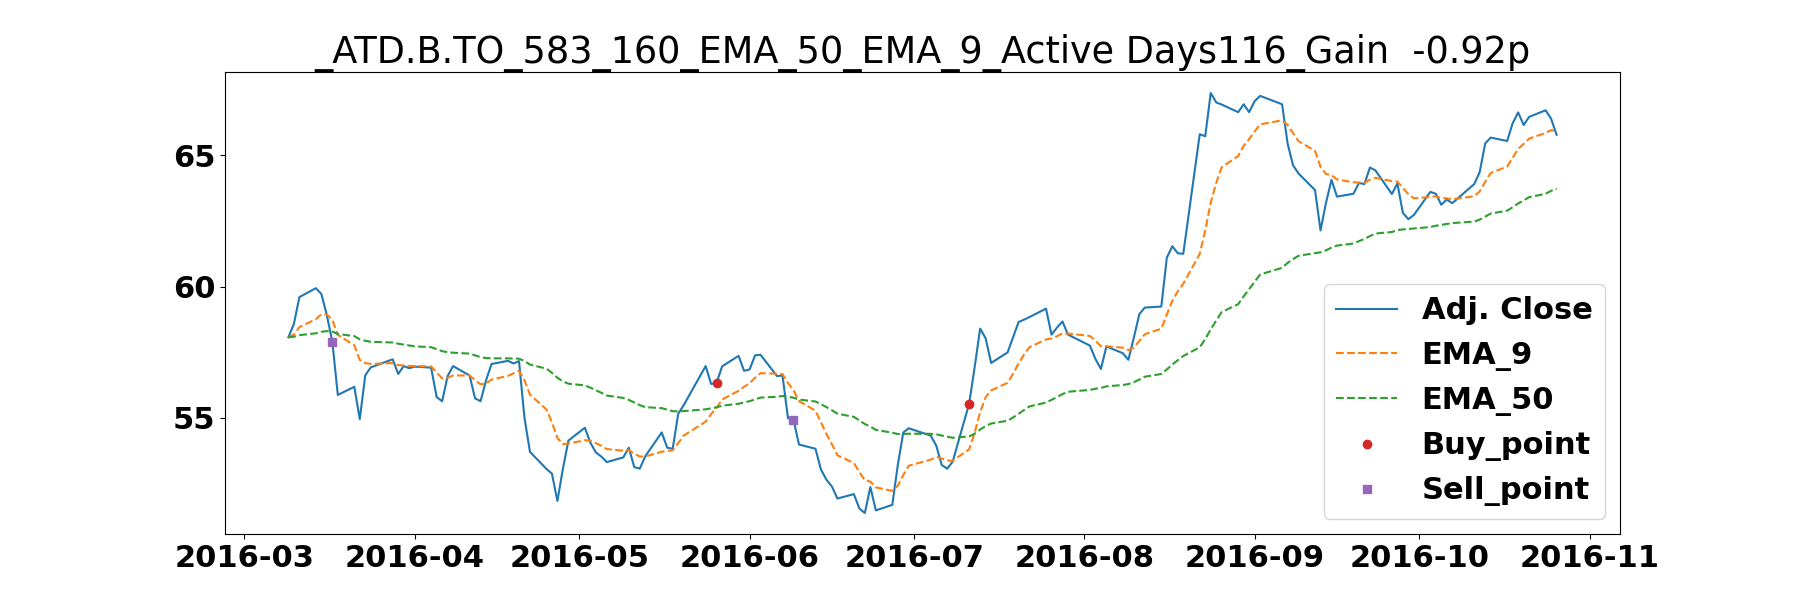 _ATD.B.TO_583_160_EMA_50_EMA_9_Active Days116_Gain  -0.92p
65
60
55
Adj. Close
EMA_9
EMA_50
Buy_point
Sell_point
2016-03 2016-04 2016-05 2016-06 2016-07 2016-08 2016-09 2016-10 2016-11